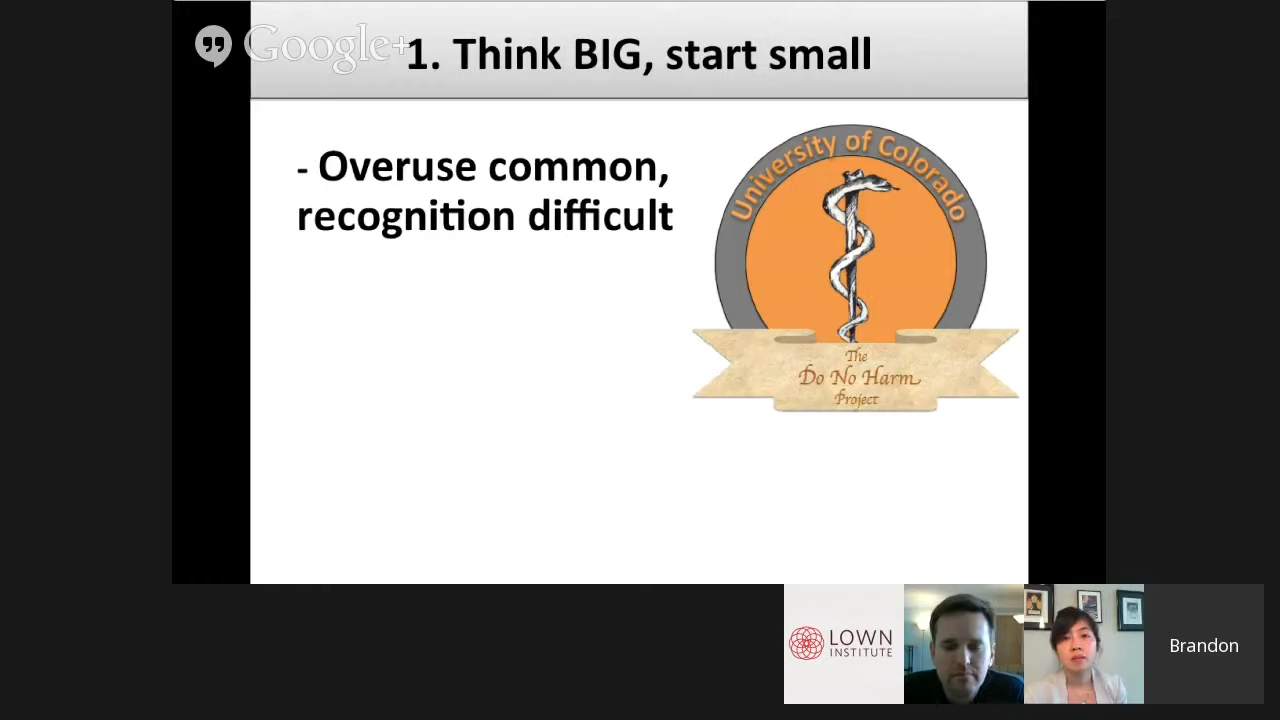 Google+
1. Think BIG, start small
- Overuse common,
recognition difficult
University of Colorado
The
Do No Harm
Project
LOWN
INSTITUTE
Brandon